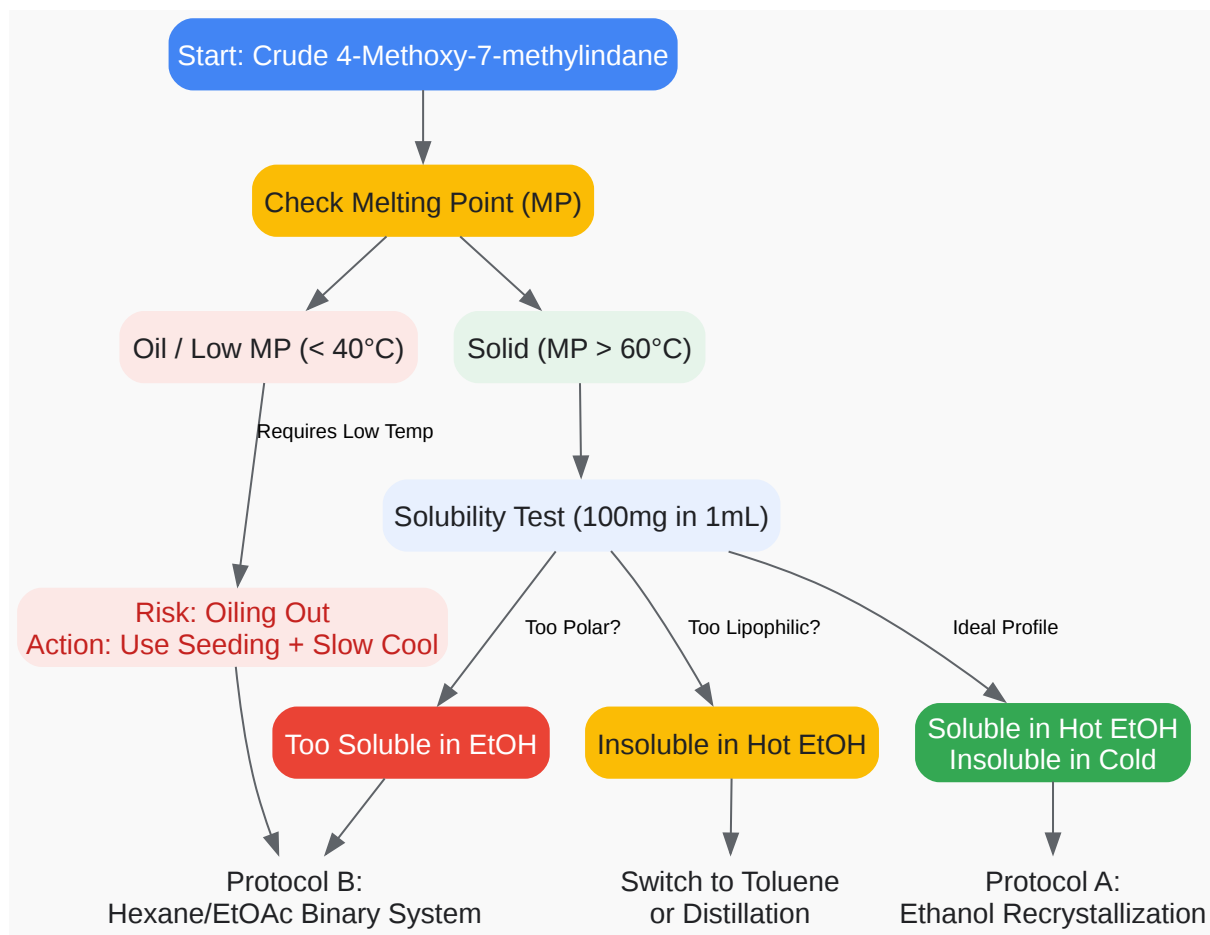 Start: Crude 4-Methoxy-7-methylindane
Check Melting Point (MP)
Oil / Low MP (< 40°C)
Solid (MP > 60°C)
Requires Low Temp
Solubility Test (100mg in 1mL)
Risk: Oiling Out
Action: Use Seeding + Slow Cool
Too Polar?
Too Lipophilic?
Ideal Profile
Too Soluble in EtOH
Insoluble in Hot EtOH
Soluble in Hot EtOH
Insoluble in Cold
Protocol B:
Hexane/EtOAc Binary System
Switch to Toluene
or Distillation
Protocol A:
Ethanol Recrystallization